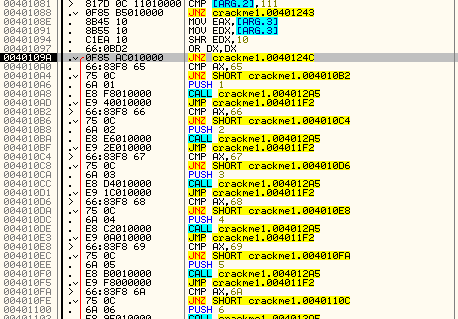 00401081 . 817D 0C 11010000 CMP [ARG.2],111
00401088 .v 0F85 B5010000 JNZ crackme1.00401243
0040108E . 8B45 10 MOV EAX,[ARG.3]
00401091 . 8B55 10 MOV EDX,[ARG.3]
00401094 . C1EA 10 SHR EDX,10
00401097 . 66:0BD2 OR DX,DX
0040109A .v 0F85 AC010000 JNZ crackme1.0040124C
004010A0 . 66:83F8 65 CMP AX,65
004010A4 .v 75 0C JNZ SHORT crackme1.004010B2
004010A6 . 6A 01 PUSH 1
004010A8 . E8 F8010000 CALL crackme1.004012A5
004010AD .v E9 40010000 JMP crackme1.004011F2
004010B2 > 66:83F8 66 CMP AX,66
004010B6 .v 75 0C JNZ SHORT crackme1.004010C4
004010B8 . 6A 02 PUSH 2
004010BA . E8 E6010000 CALL crackme1.004012A5
004010BF .v E9 2E010000 JMP crackme1.004011F2
004010C4 > 66:83F8 67 CMP AX,67
004010C8 .v 75 0C JNZ SHORT crackme1.004010D6
004010CA . 6A 03 PUSH 3
004010CC . E8 D4010000 CALL crackme1.004012A5
004010D1 .v E9 1C010000 JMP crackme1.004011F2
004010D6 > 66:83F8 68 CMP AX,68
004010DA .v 75 0C JNZ SHORT crackme1.004010E8
004010DC . 6A 04 PUSH 4
004010DE . E8 C2010000 CALL crackme1.004012A5
004010E3 .v E9 0A010000 JMP crackme1.004011F2
004010E8 > 66:83F8 69 CMP AX,69
004010EC .v 75 0C JNZ SHORT crackme1.004010FA
004010EE . 6A 05 PUSH 5
004010F0 . E8 B0010000 CALL crackme1.004012A5
004010F5 .v E9 F8000000 JMP crackme1.004011F2
004010FA > 66:83F8 6A CMP AX,6A
004010FE .v 75 0C JNZ SHORT crackme1.0040110C
00401100 . 6A 06 PUSH 6